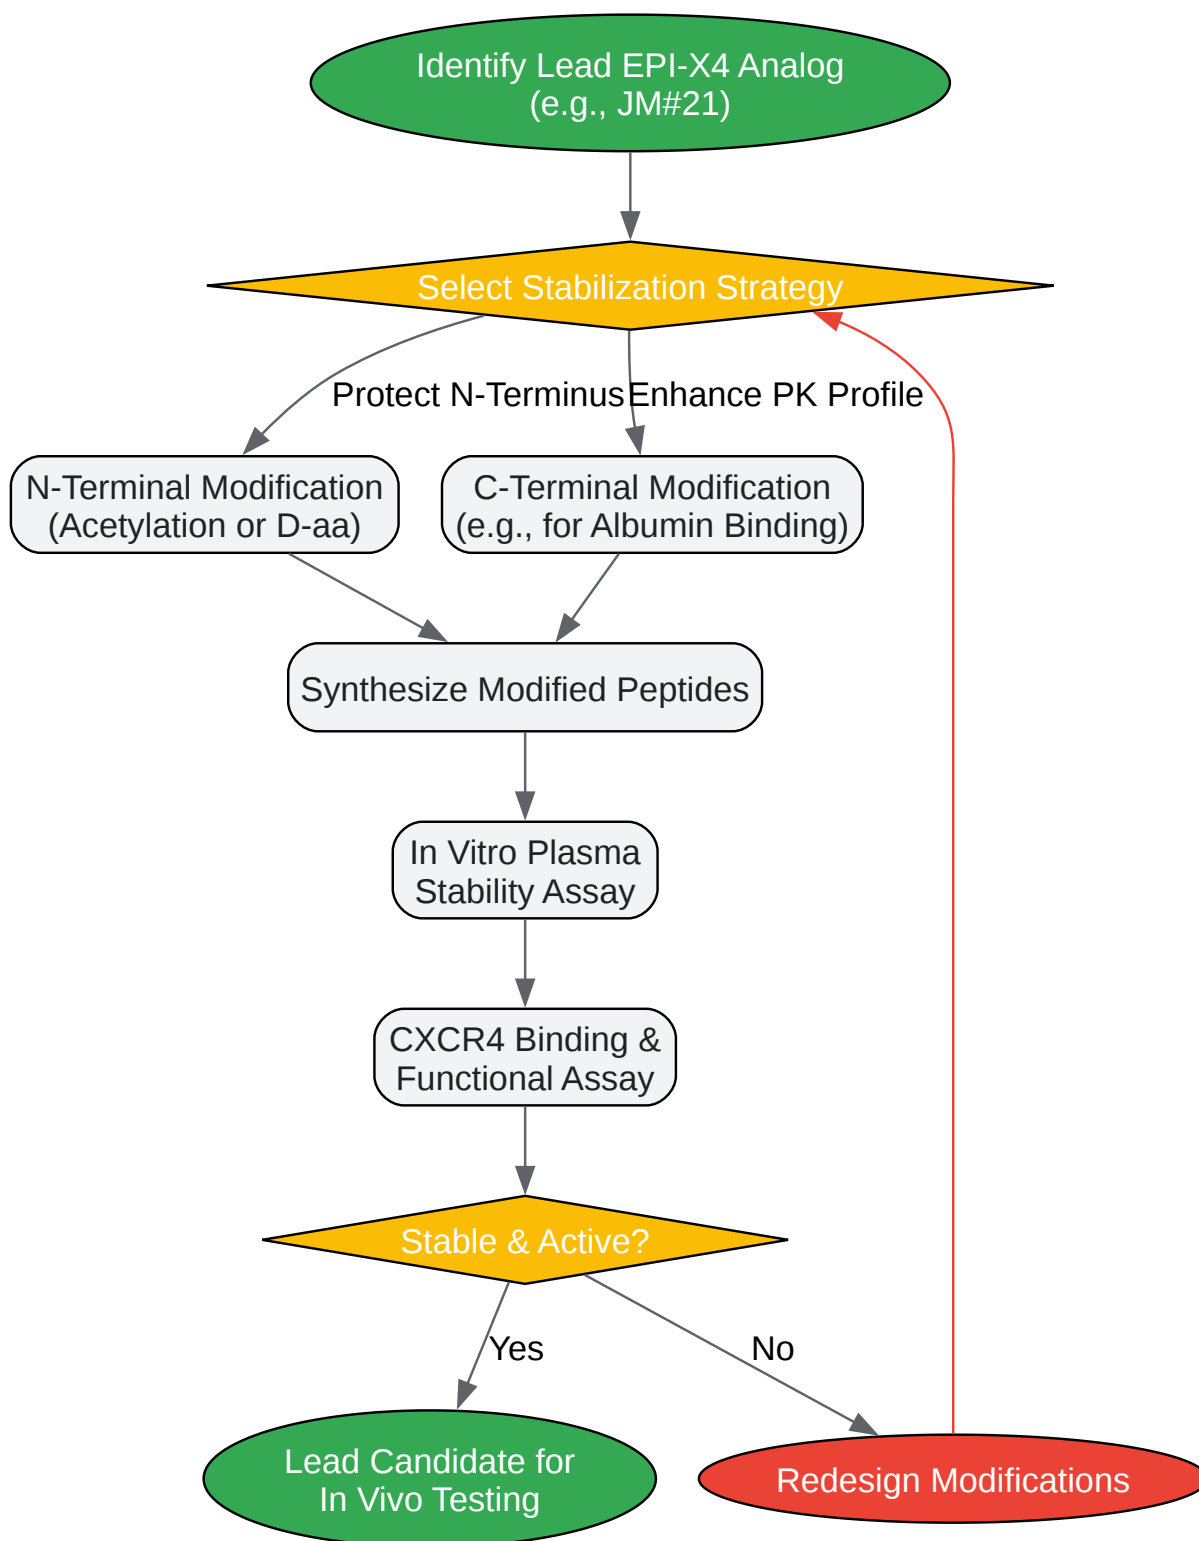 Identify Lead EPI-X4 Analog
(e.g., JM#21)
Select Stabilization Strategy
Protect N-Terminus
Enhance PK Profile
N-Terminal Modification
(Acetylation or D-aa)
C-Terminal Modification
(e.g., for Albumin Binding)
Synthesize Modified Peptides
In Vitro Plasma
Stability Assay
CXCR4 Binding &
Functional Assay
Stable & Active?
Yes
No
Lead Candidate for
In Vivo Testing
Redesign Modifications